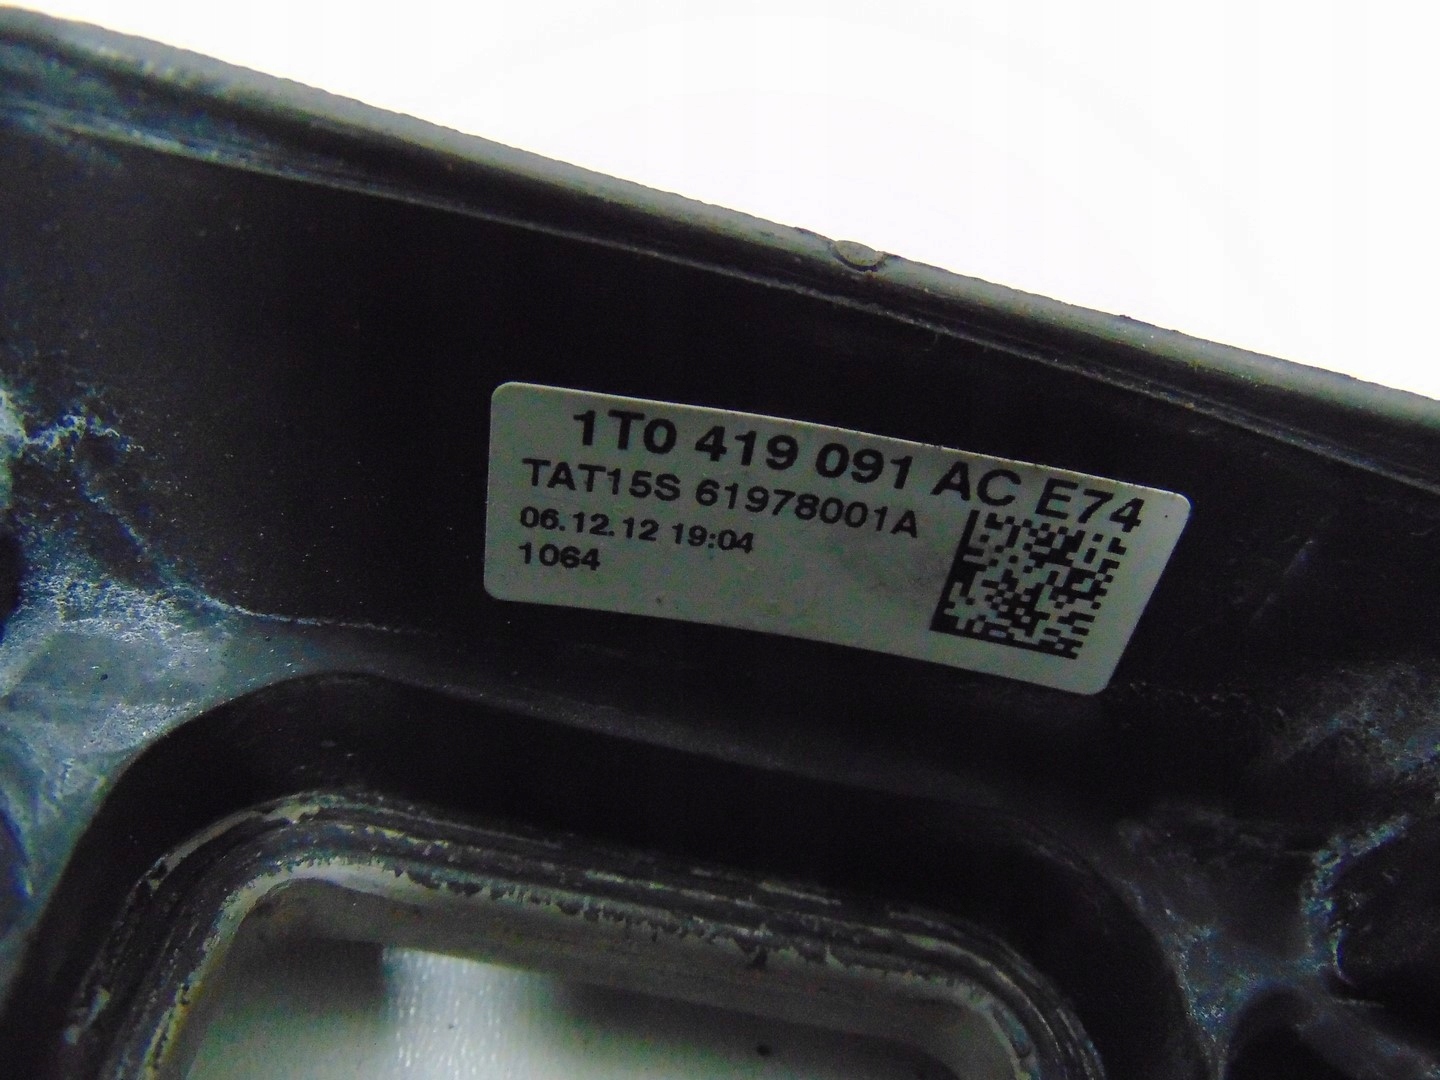 1T0 419 091 AC E74
TAT15S 61978001A
06.12.12 19:04
1064